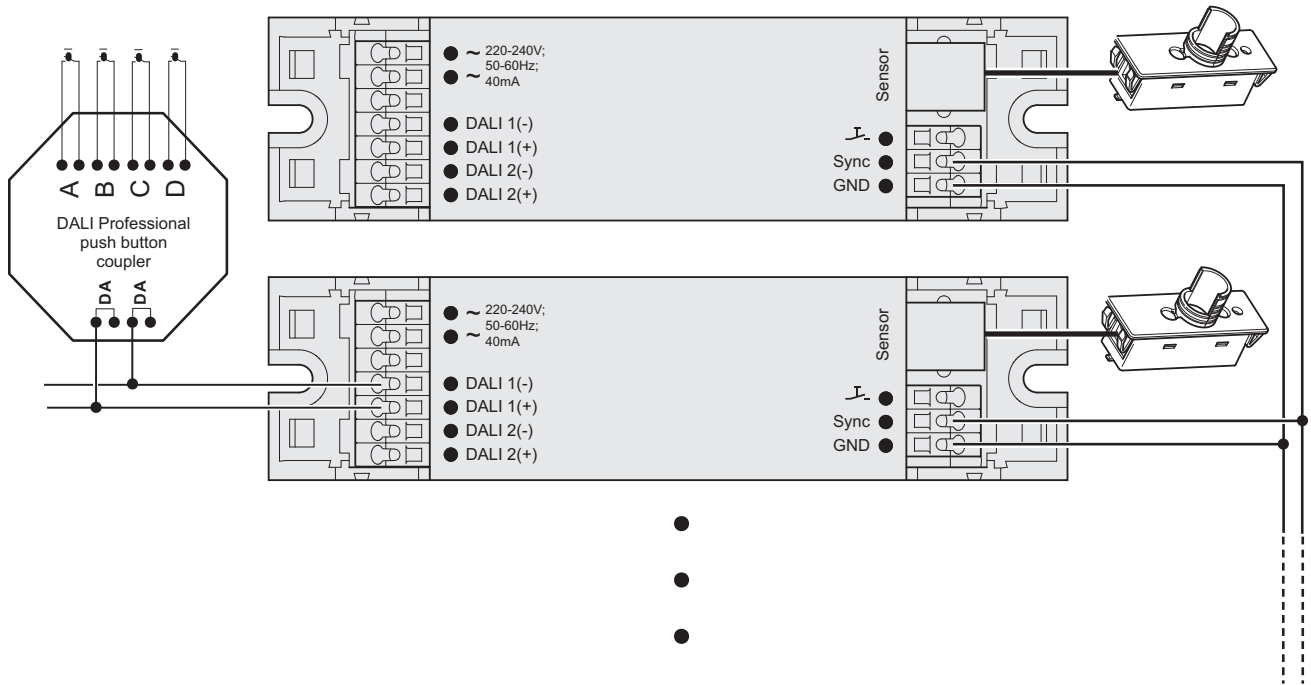 A B C D
DALI Professional
push button
coupler
DA DA
~ 220-240V;
50-60Hz;
~ 40mA
DALI 1(-)
DALI 1(+)
DALI 2(-)
DALI 2(+)
Sensor
Sync
GND
~ 220-240V;
50-60Hz;
~ 40mA
DALI 1(-)
DALI 1(+)
DALI 2(-)
DALI 2(+)
Sensor
Sync
GND